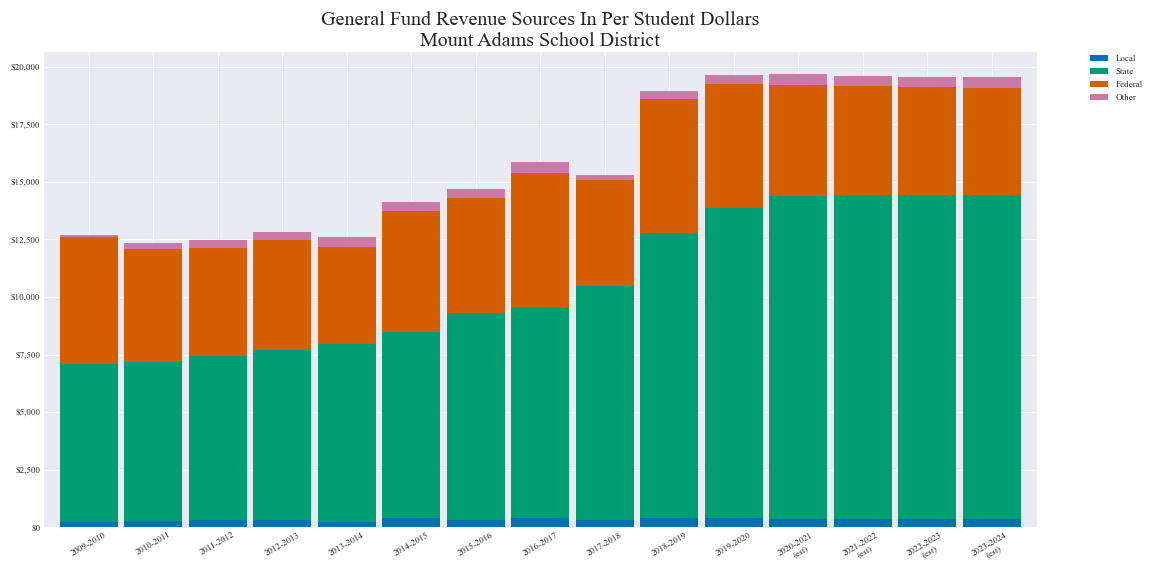 General Fund Revenue Sources In Per Student Dollars
Mount Adams School District
Local
State
Federal
Other
$20,000
$17,500
$15,000
$12,500
$10,000
$7,500
$5,000
$2,500
$0
2009-2010
2010-2011
2011-2012
2012-2013
2013-2014
2014-2015
2015-2016
2016-2017
2017-2018
2018-2019
2019-2020
2020-2021
(est)
2021-2022
(est)
2022-2023
(est)
2023-2024
(est)